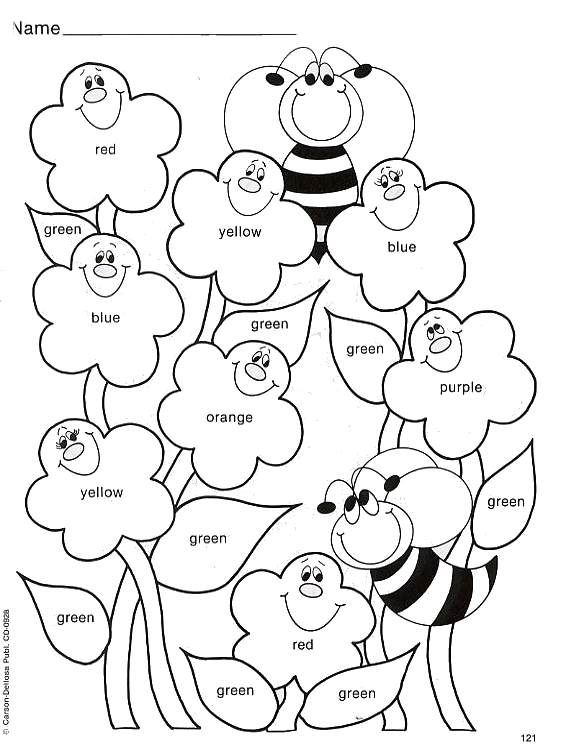 Name
red
green
yellow
blue
blue
green
green
purple
orange
yellow
green
green
green
red
green
green
© Carson-Dellosa Publ. CD-0928
121